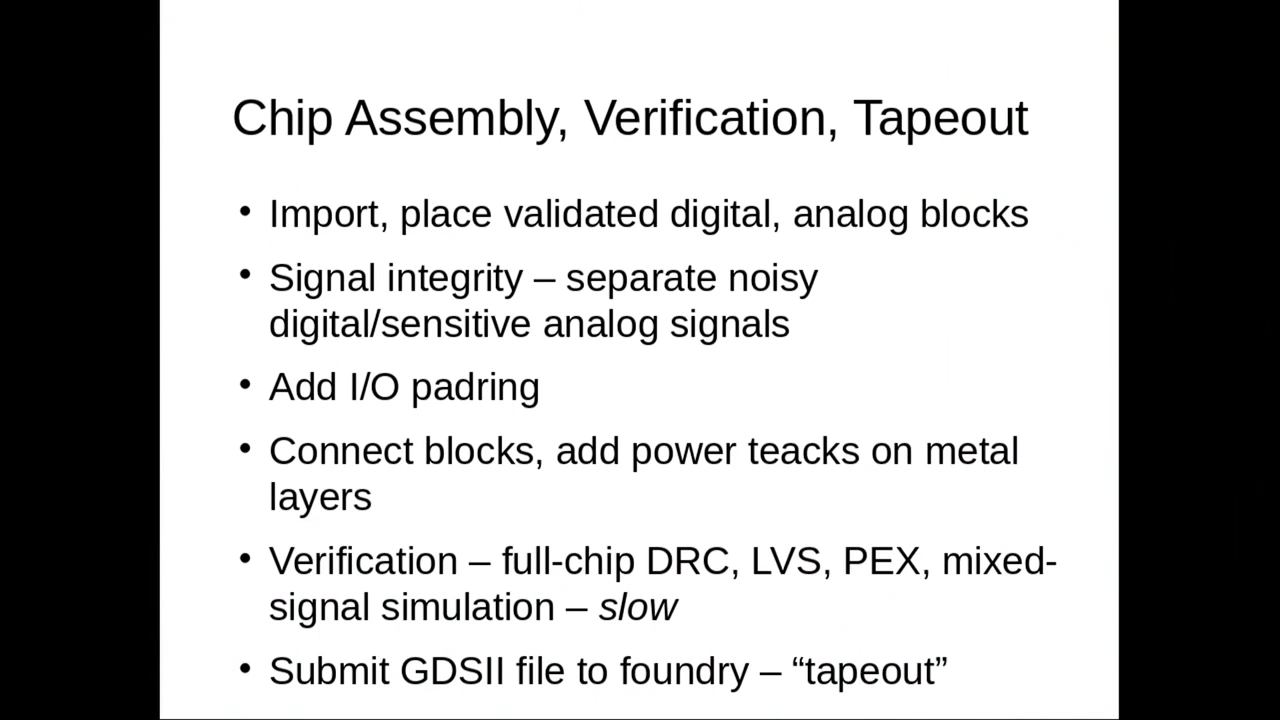 Chip Assembly, Verification, Tapeout
• Import, place validated digital, analog blocks
• Signal integrity – separate noisy
digital/sensitive analog signals
• Add I/O padring
• Connect blocks, add power teacks on metal
layers
• Verification – full-chip DRC, LVS, PEX, mixed-
signal simulation – slow
• Submit GDSII file to foundry – “tapeout”